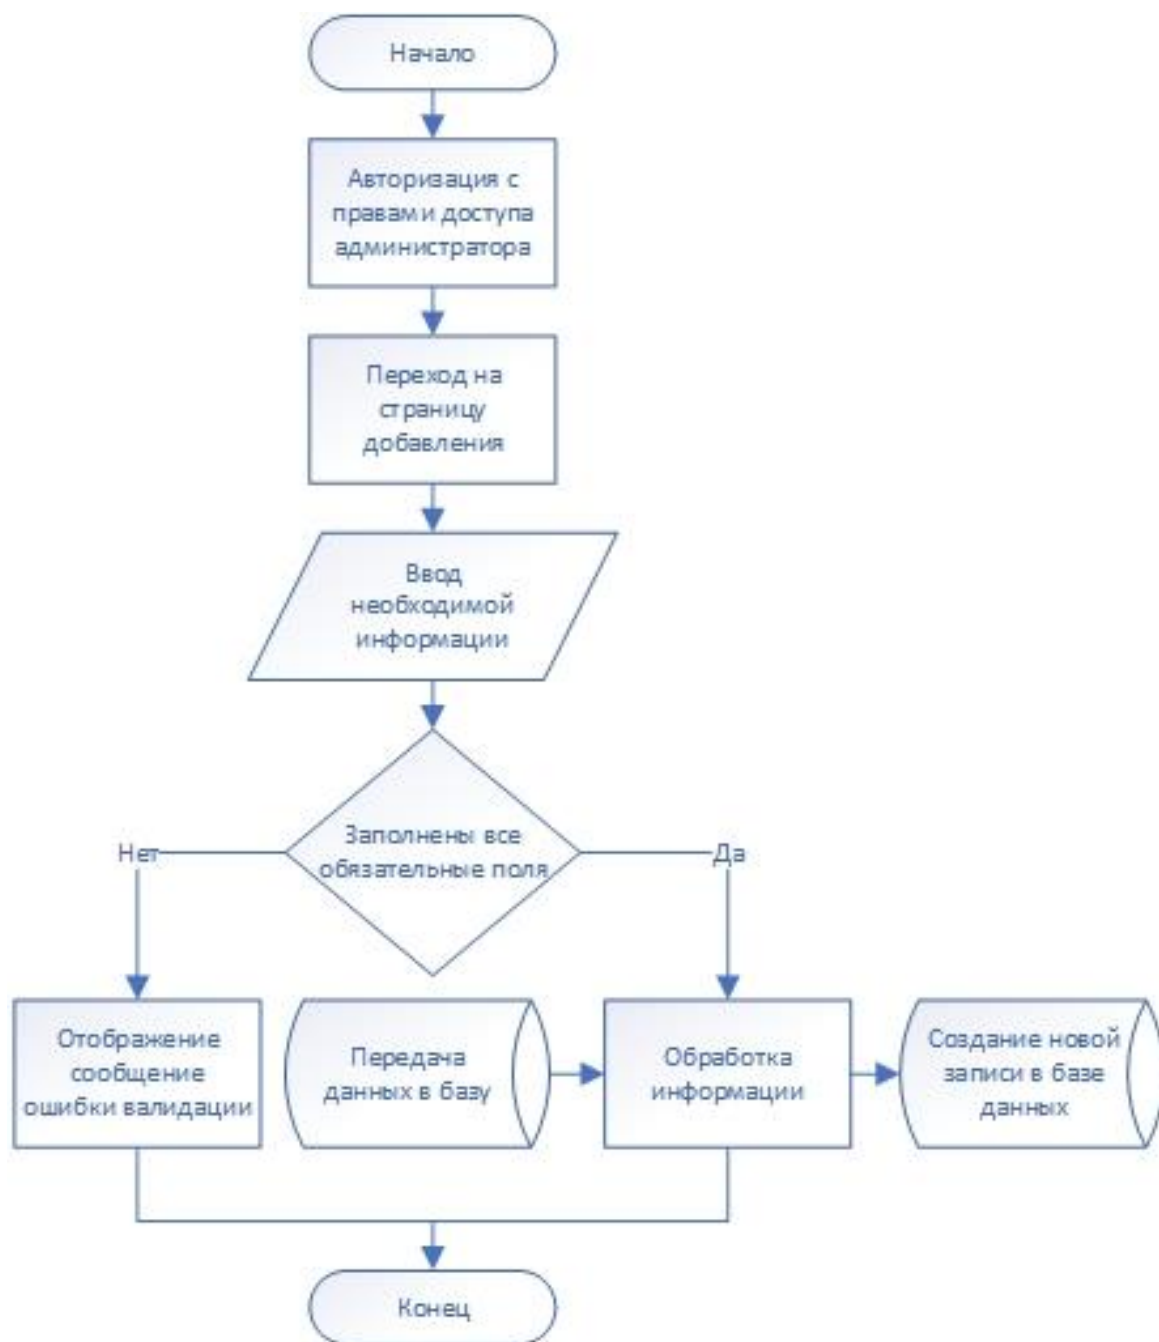 Начало
Авторизация с
правами доступа
администратора
Переход на
страницу
добавления
Ввод
необходимой
информации
Заполнены все
обязательные поля
Нет
Да
Отображение
сообщение
ошибки валидации
Передача
данных в базу
Обработка
информации
Создание новой
записи в базе
данных
Конец